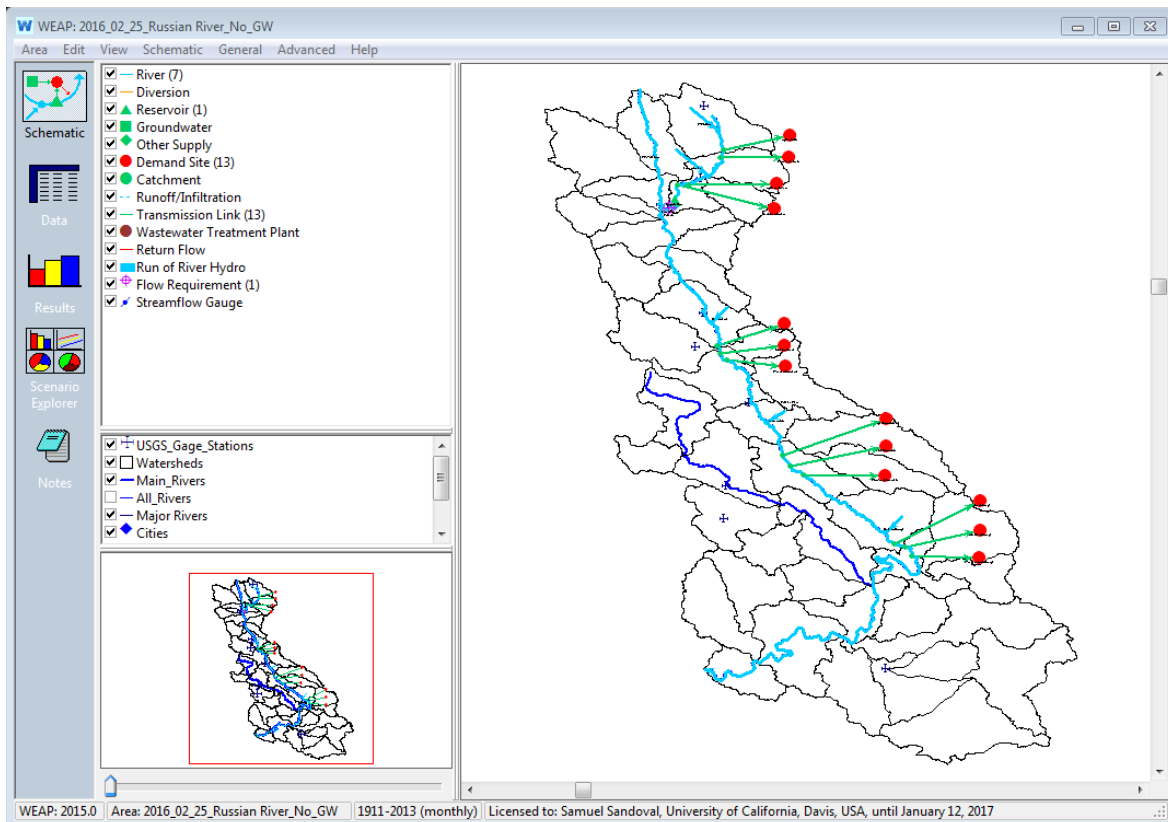 WEAP: 2016_02_25_Russian River_No_GW
Area Edit View Schematic General Advanced Help
Schematic
Data
Results
Scenario
Explorer
Notes
River (7)
Diversion
Reservoir (1)
Groundwater
Other Supply
Demand Site (13)
Catchment
Runoff/Infiltration
Transmission Link (13)
Wastewater Treatment Plant
Return Flow
Run of River Hydro
Flow Requirement (1)
Streamflow Gauge
USGS_Gage_Stations
Watersheds
Main_Rivers
All_Rivers
Major Rivers
Cities
WEAP: 2015.0 Area: 2016_02_25_Russian River_No_GW 1911-2013 (monthly) Licensed to: Samuel Sandoval, University of California, Davis, USA, until January 12, 2017